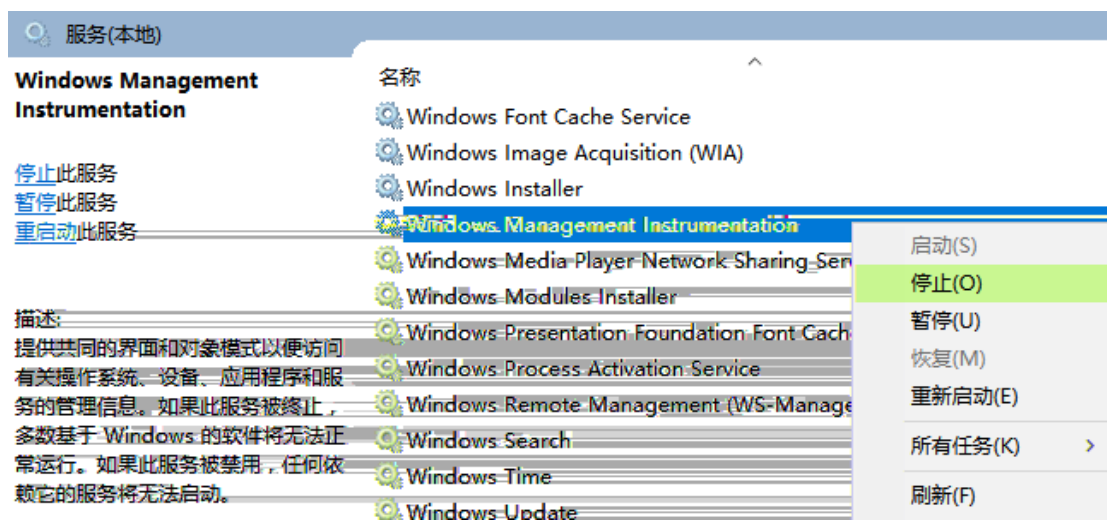 服务(本地)
Windows Management
Instrumentation
停止此服务
暂停此服务
重启动此服务
描述:
提供共同的界面和对象模式以便访问
有关操作系统、设备、应用程序和服
务的管理信息。如果此服务被终止，
多数基于 Windows 的软件将无法正
常运行。如果此服务被禁用，任何依
赖它的服务将无法启动。
名称
Windows Font Cache Service
Windows Image Acquisition (WIA)
Windows Installer
Windows Management Instrumentation
Windows Media Player Network Sharing Serv
Windows Modules Installer
Windows Presentation Foundation Font Cach
Windows Process Activation Service
Windows Remote Management (WS-Manage
Windows Search
Windows Time
Windows Update
启动(S)
停止(O)
暂停(U)
恢复(M)
重新启动(E)
所有任务(K)
刷新(F)